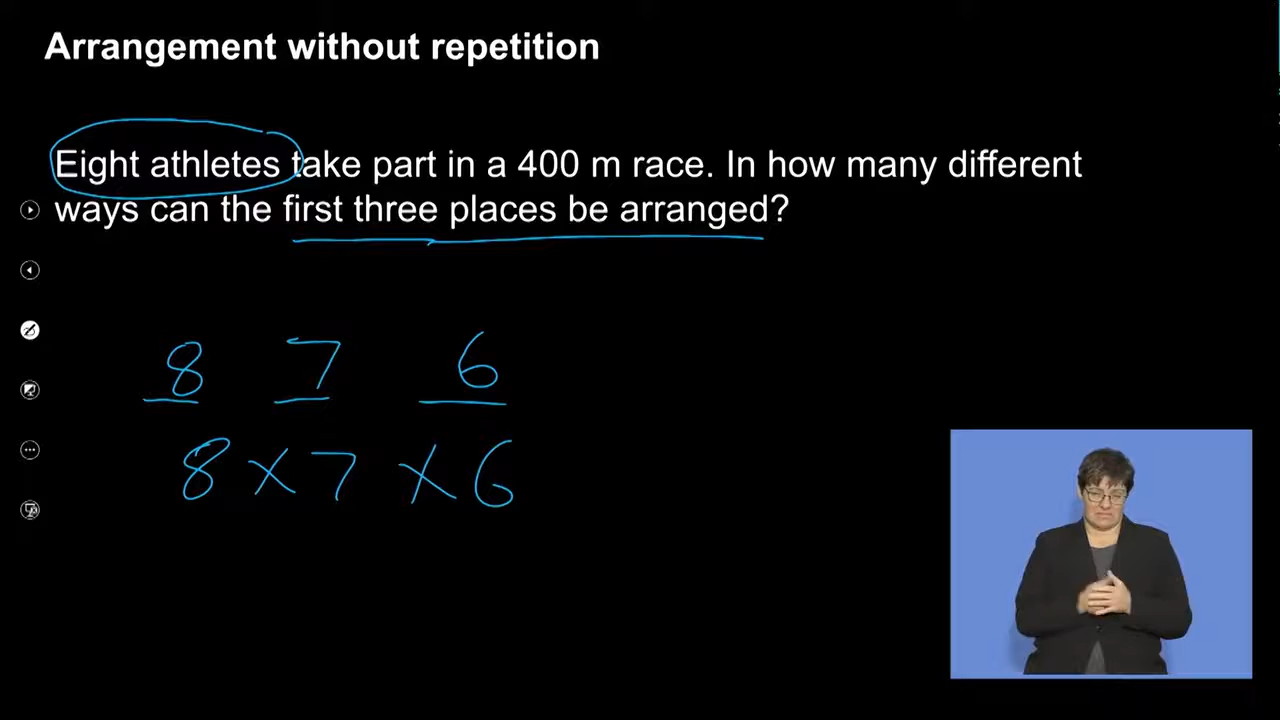 Arrangement without repetition
Eight athletes take part in a 400 m race. In how many different
ways can the first three places be arranged?
8 7 6
8 × 7 × 6